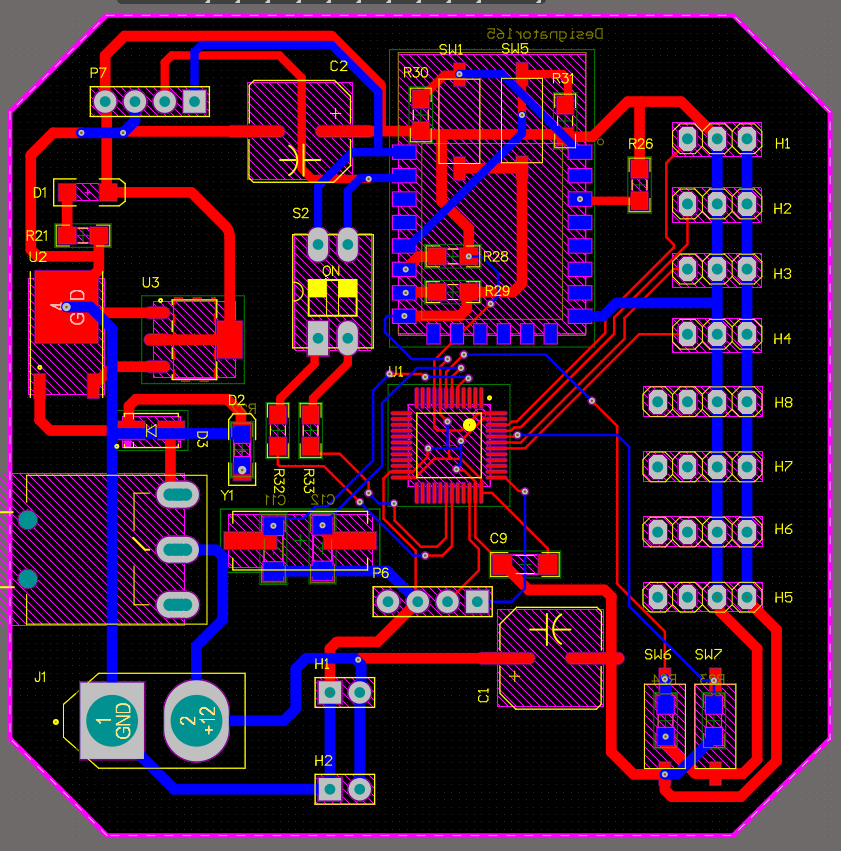 Designator165
SW1
SW5
P7
C2
R30
R31
H1
R26
D1
H2
S2
R21
U2
R28
U3
ON
H3
4
GND
R29
H4
U1
D2
H8
D3
R32
R33
H7
Y1
C11
C12
H6
C9
P6
H5
SW6
SW7
H1
J1
C1
1
GND
2
+12
H2